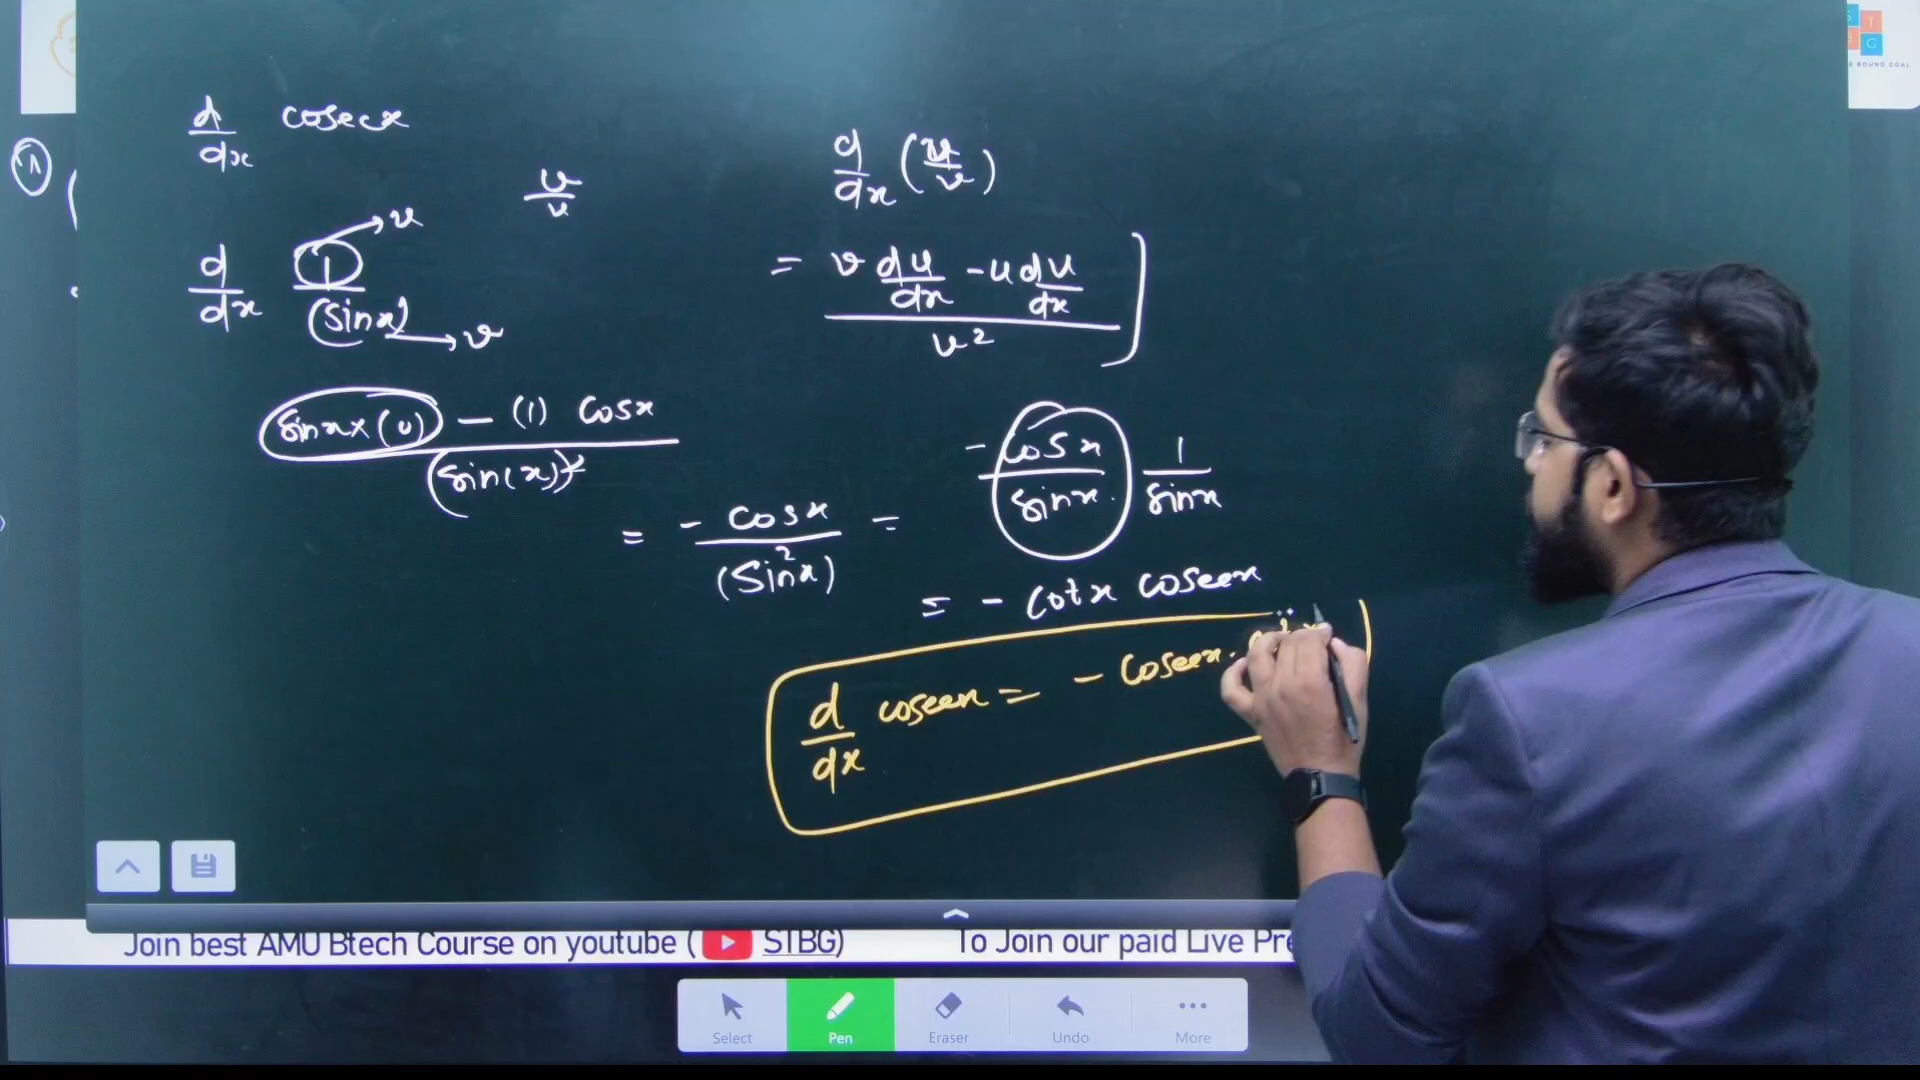 d/dx cosecx
u/v
d/dx 1/(sinx) → u → v
d/dx (u/v)
= v du/dx - u dv/dx / v²
sinx × (0) - (1) cosx / (sin(x))²
= - cosx/(sin²x) = - cosx/sinx . 1/sinx
= - cotx cosecx
d/dx cosecx = - cosecx.
Join best AMU Btech Course on youtube ( STBG)
To Join our paid Live Pre
Select
Pen
Eraser
Undo
More
BOUND GOAL